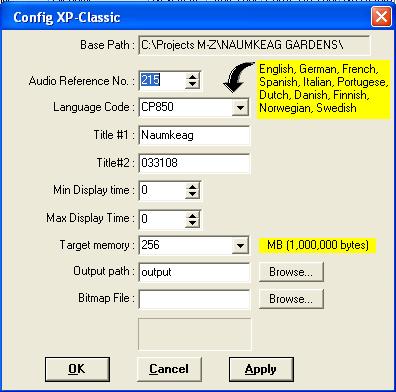 Config XP-Classic
Base Path : C:\Projects M-Z\NAUMKEAG GARDENS\
Audio Reference No. : 215
English, German, French,
Spanish, Italian, Portugese,
Dutch, Danish, Finnish,
Norwegian, Swedish
Language Code : CP850
Title #1 : Naumkeag
Title#2 : 033108
Min Display time : 0
Max Display Time : 0
Target memory : 256 MB (1,000,000 bytes)
Output path : output Browse...
Bitmap File : Browse...
OK Cancel Apply